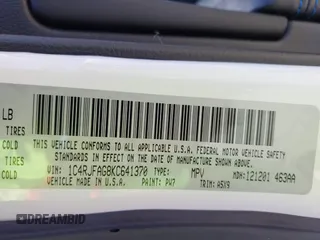 LB
TIRES
COLD
TIRES
COLD
THIS VEHICLE CONFORMS TO ALL APPLICABLE U.S.A. FEDERAL MOTOR VEHICLE SAFETY
STANDARDS IN EFFECT ON THE DATE OF MANUFACTURE SHOWN ABOVE
VIN: 1C4RJFAG8KC641370 TYPE: MPV MDH: 121201 463AA
VEHICLE MADE IN U.S.A. PAINT: PW7 TRIM: A5X9
DREAMBID